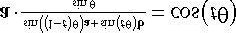 𝐚 · (sin((1−t)θ)𝐚 + sin(tθ)𝐛) / sin θ = cos(tθ)